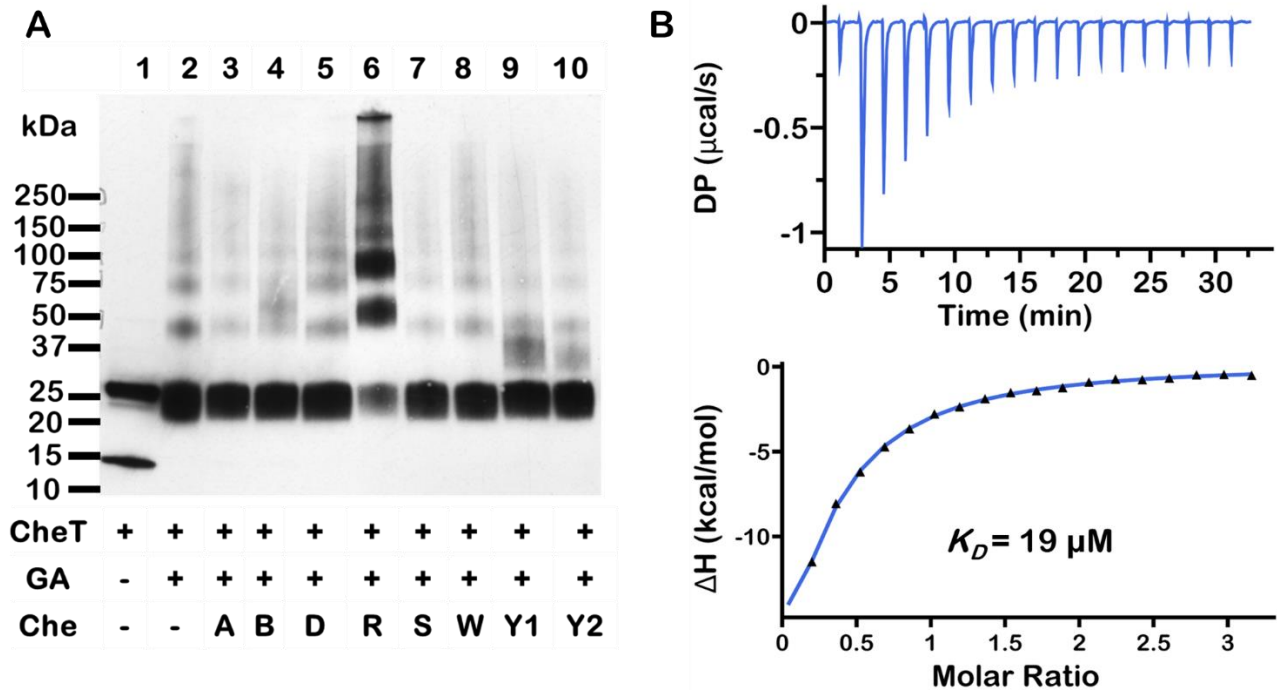 A
1 2 3 4 5 6 7 8 9 10
kDa
250
150
100
75
50
37
25
20
15
10
CheT + + + + + + + + + +
GA - + + + + + + + + +
Che - - A B D R S W Y1 Y2
B
DP (μcal/s)
0
-0.5
-1
0 5 10 15 20 25 30
Time (min)
ΔH (kcal/mol)
0
-5
-10
K_D = 19 μM
0 0.5 1 1.5 2 2.5 3
Molar Ratio